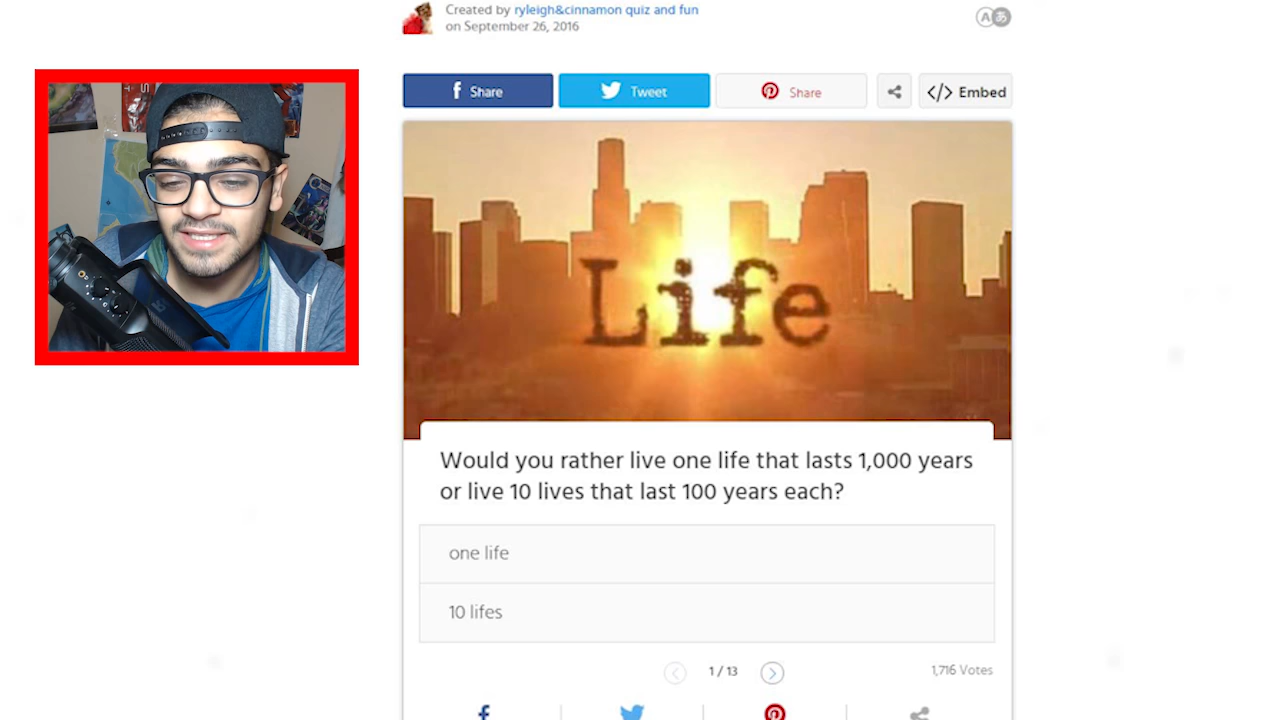 Created by ryleigh&cinnamon quiz and fun
on September 26, 2016
A あ
f Share
Tweet
Share
</> Embed
Life
Would you rather live one life that lasts 1,000 years
or live 10 lives that last 100 years each?
one life
10 lifes
1 / 13
1,716 Votes